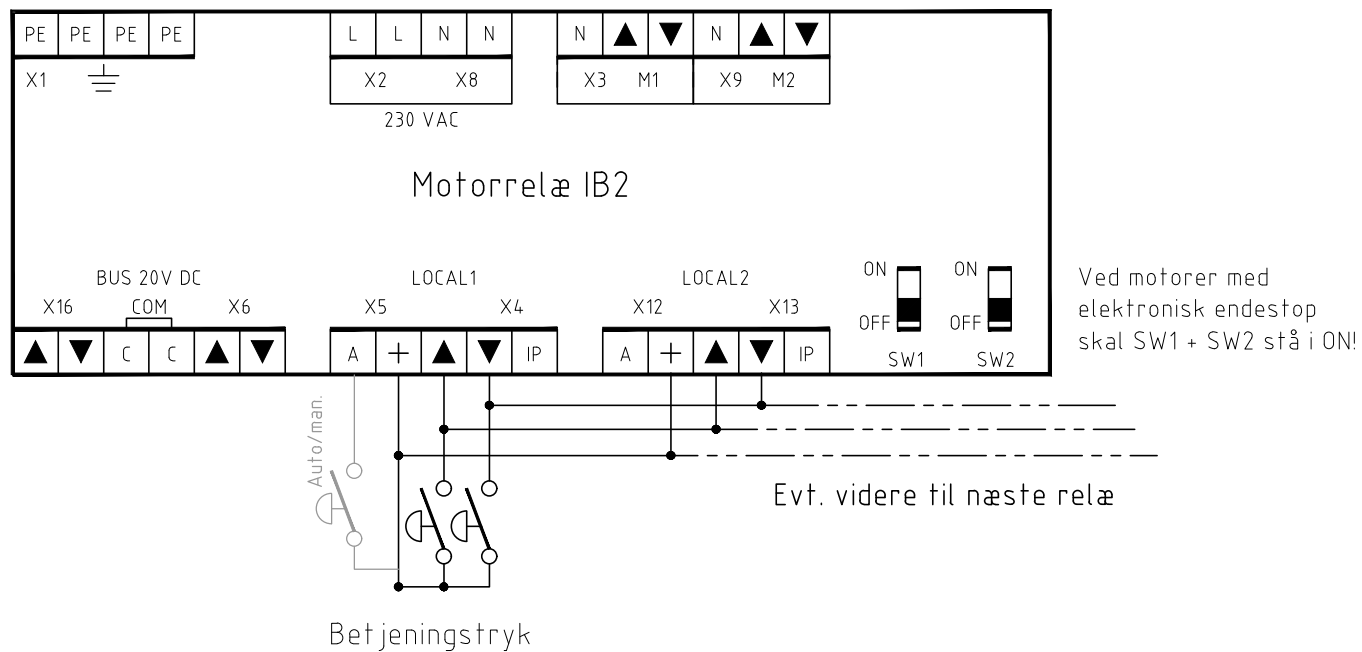 PE PE PE PE
L L N N
N ▲ ▼ N ▲ ▼
X1
X2 X8
X3 M1
X9 M2
230 VAC
Motorrelæ IB2
BUS 20V DC
X16 COM X6
LOCAL1
X5 X4
LOCAL2
X12 X13
ON
OFF
SW1
ON
OFF
SW2
Ved motorer med
elektronisk endestop
skal SW1 + SW2 stå i ON!
▲ ▼ C C ▲ ▼
A + ▲ ▼ IP
A + ▲ ▼ IP
Auto/man.
Evt. videre til næste relæ
Betjeningstryk